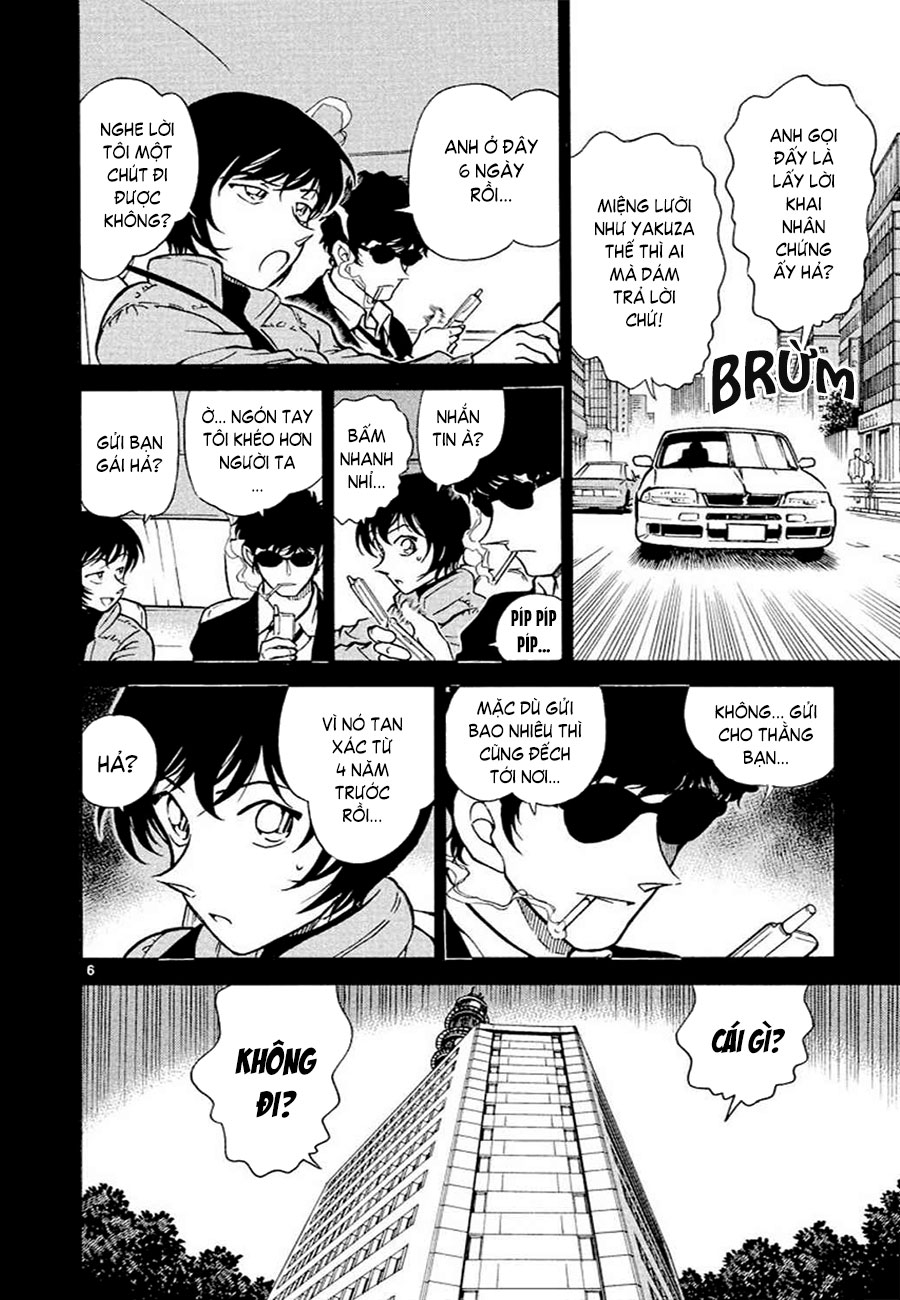 ANH GỌI
ĐẤY LÀ
LẤY LỜI
KHAI
NHÂN
CHỨNG
ẤY HẢ?
MIỆNG LƯỠI
NHƯ YAKUZA
THẾ THÌ AI
MÀ DÁM
TRẢ LỜI
CHỨ!
BRỪM
ANH Ở ĐÂY
6 NGÀY
RỒI...
NGHE LỜI
TÔI MỘT
CHÚT ĐI
ĐƯỢC
KHÔNG?
NHẮN
TIN À?
BẤM
NHANH
NHỈ...
PÍP PÍP
PÍP...
Ờ... NGÓN TAY
TÔI KHÉO HƠN
NGƯỜI TA
...
GỬI BẠN
GÁI HẢ?
KHÔNG... GỬI
CHO THẰNG
BẠN...
MẶC DÙ GỬI
BAO NHIÊU THÌ
CŨNG ĐẾCH
TỚI NƠI...
VÌ NÓ TAN
XÁC TỪ
4 NĂM
TRƯỚC
RỒI...
HẢ?
6
CÁI GÌ?
KHÔNG
ĐI?